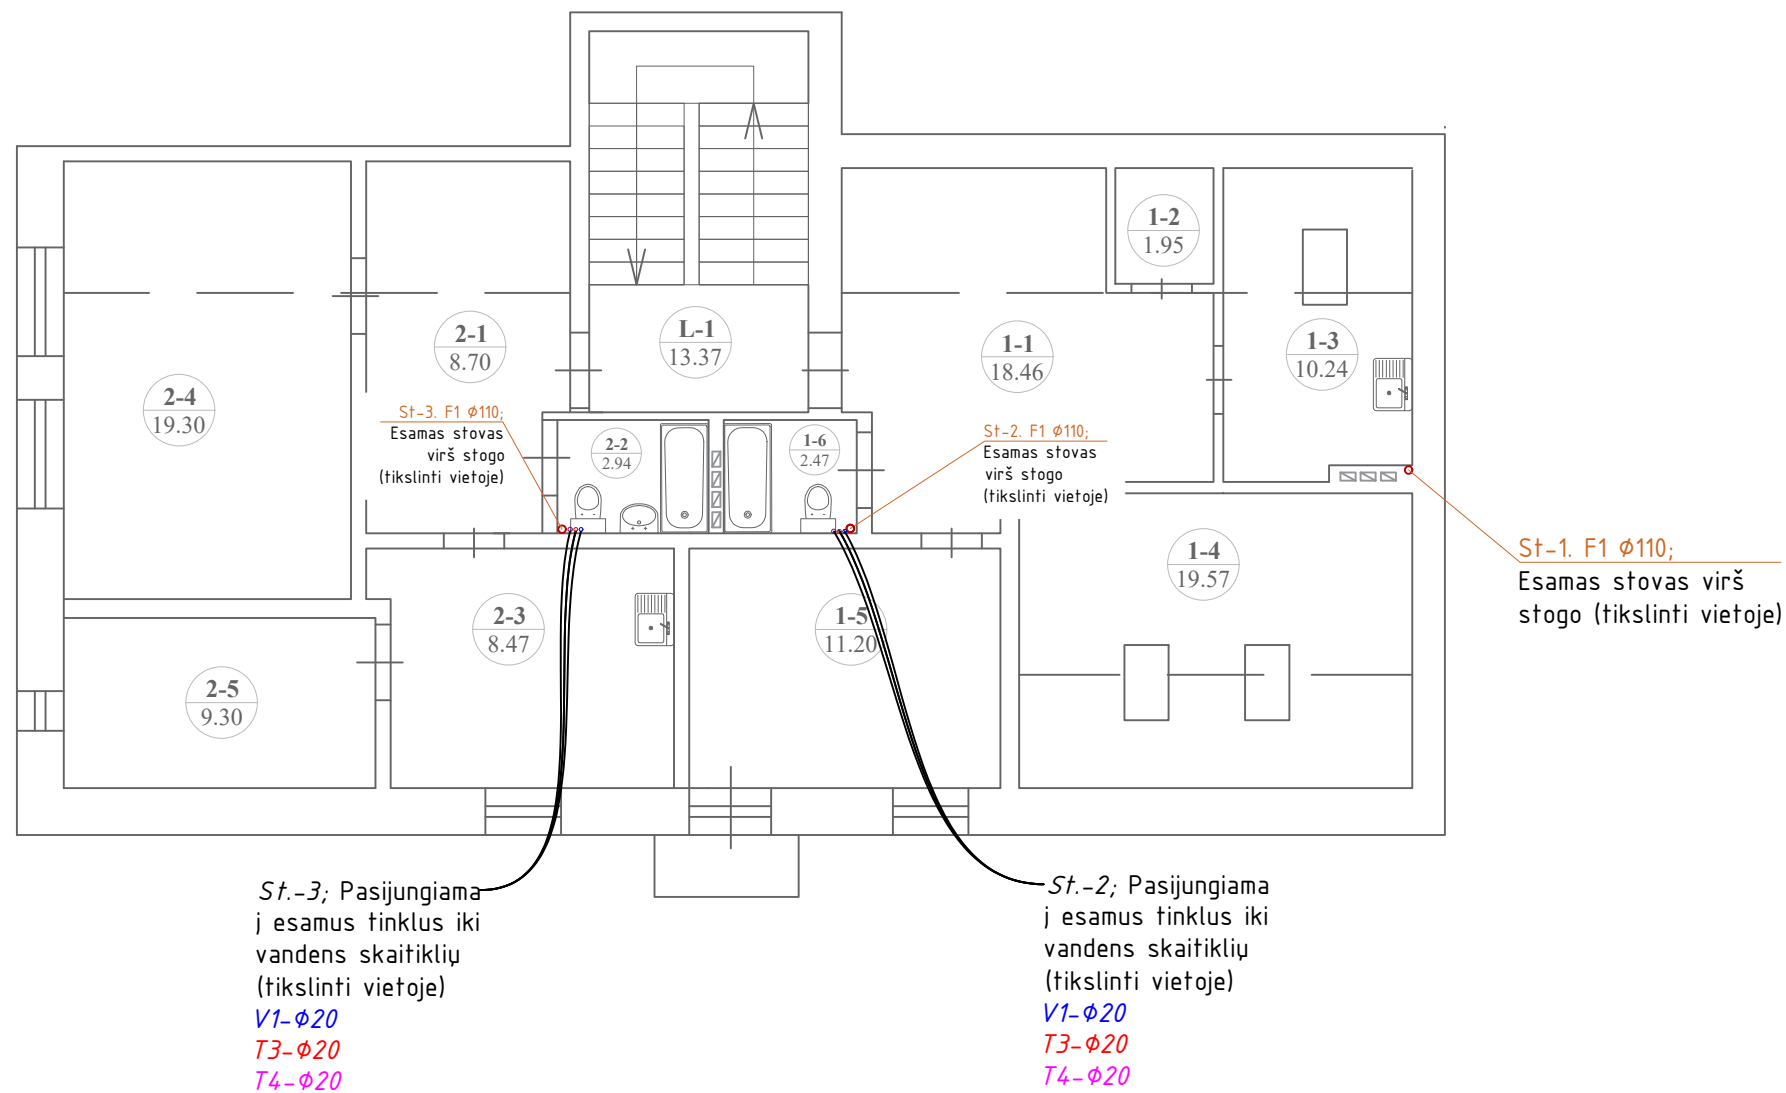 1-2
1.95
L-1
13.37
2-1
8.70
1-1
18.46
1-3
10.24
2-4
19.30
St-3. F1 Ø110;
Esamas stovas
virš stogo
(tikslinti vietoje)
2-2
2.94
1-6
2.47
St-2. F1 Ø110;
Esamas stovas
virš stogo
(tikslinti vietoje)
St-1. F1 Ø110;
Esamas stovas virš
stogo (tikslinti vietoje)
1-4
19.57
2-3
8.47
1-5
11.20
2-5
9.30
St.-3; Pasijungiama
į esamus tinklus iki
vandens skaitiklių
(tikslinti vietoje)
V1-Φ20
T3-Φ20
T4-Φ20
St.-2; Pasijungiama
į esamus tinklus iki
vandens skaitiklių
(tikslinti vietoje)
V1-Φ20
T3-Φ20
T4-Φ20